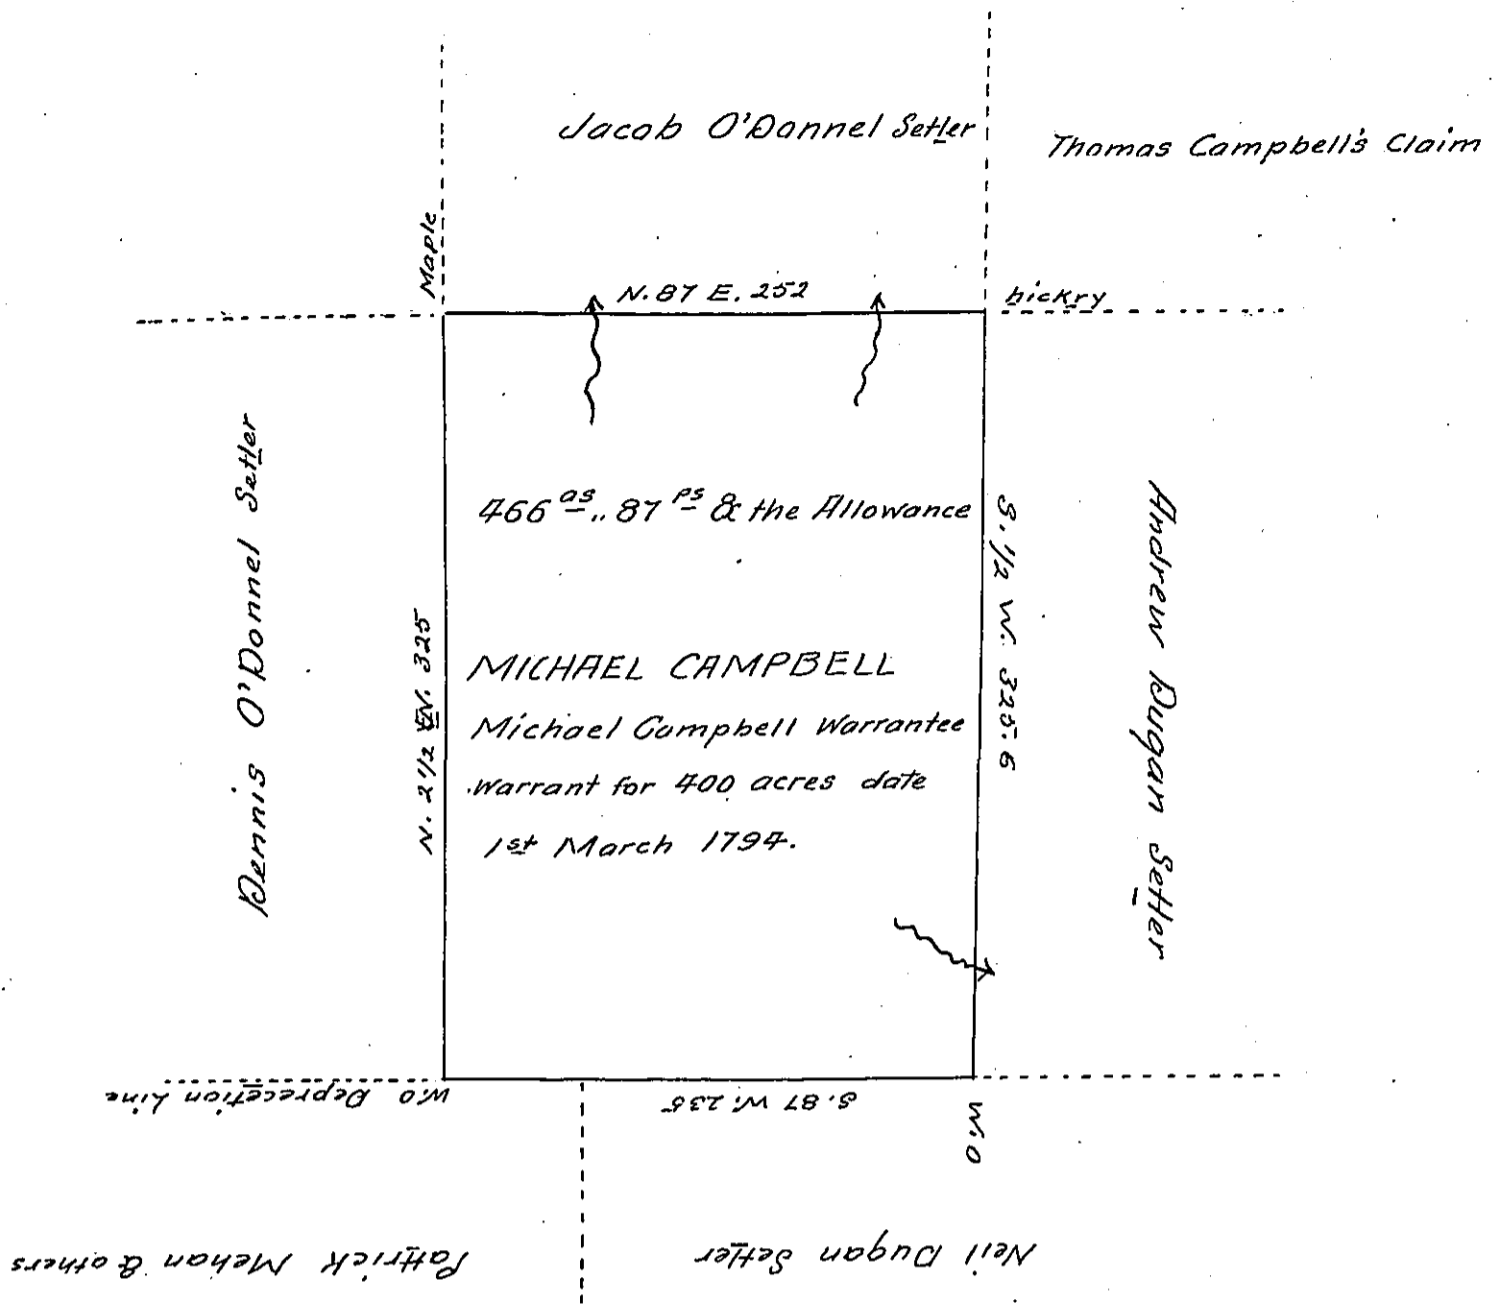 Jacob O'Donnel Setler
Thomas Campbell's Claim
Maple
N. 87 E. 252
hickry
Dennis O'Donnel Setler
466 as.. 87 ps & the Allowance
S. 1/2 W. 325.6
Andrew Dugan Setler
N. 2 1/2 W. 325
MICHAEL CAMPBELL
Michael Campbell Warrantee
Warrant for 400 acres date
1st March 1794.
W.O Deprecetion Line
S. 87 W. 235
W.O
Pattrick Mehan & others
Neil Dugan Setler